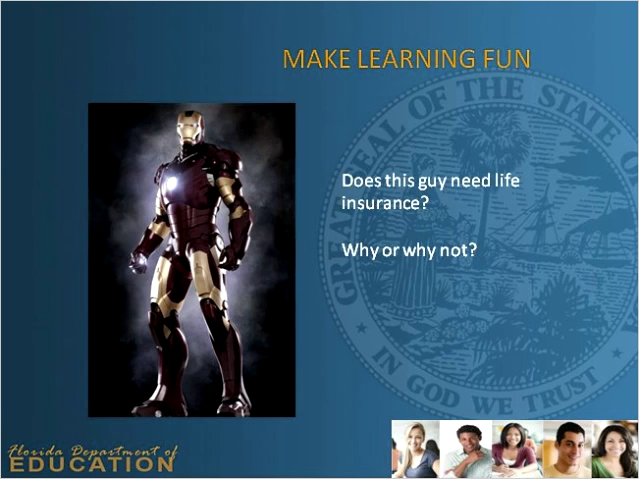 MAKE LEARNING FUN
GREAT SEAL OF THE STATE OF
Does this guy need life
insurance?
Why or why not?
IN GOD WE TRUST
Florida Department of
EDUCATION